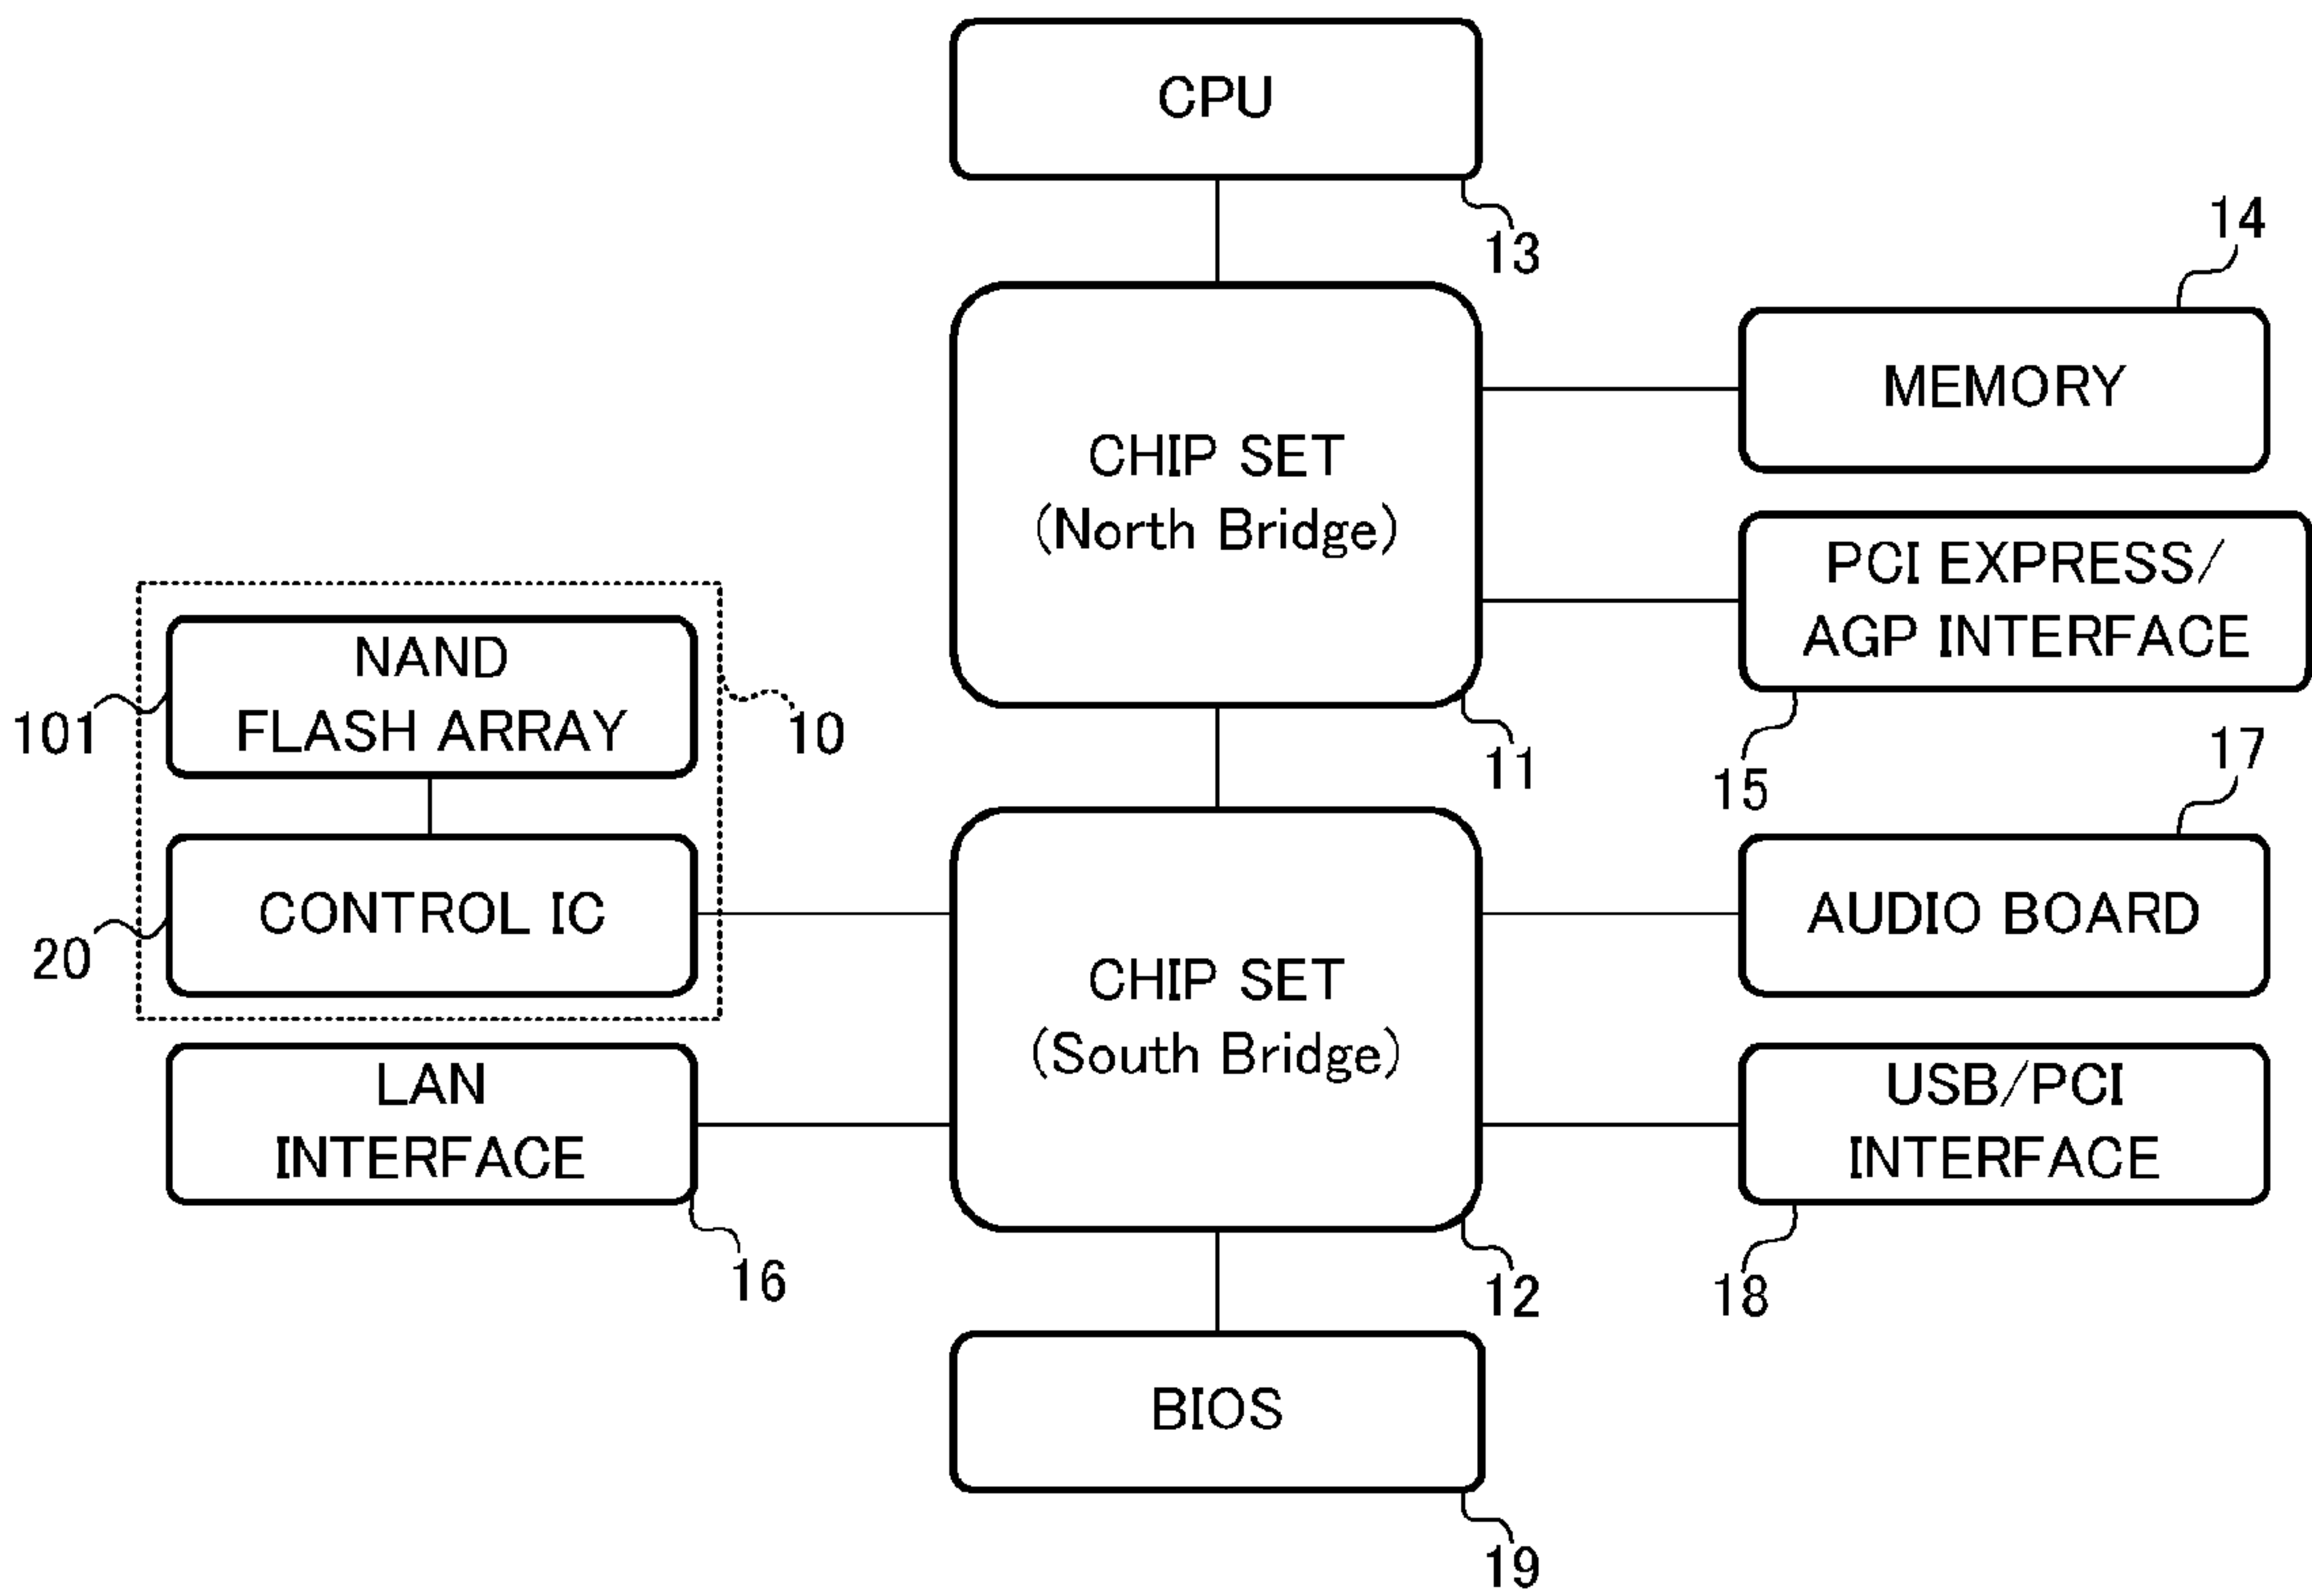 CPU
13
14
MEMORY
CHIP SET
(North Bridge)
11
PCI EXPRESS/
AGP INTERFACE
15
NAND
FLASH ARRAY
101
10
CONTROL IC
20
CHIP SET
(South Bridge)
12
17
AUDIO BOARD
LAN
INTERFACE
16
USB/PCI
INTERFACE
18
BIOS
19